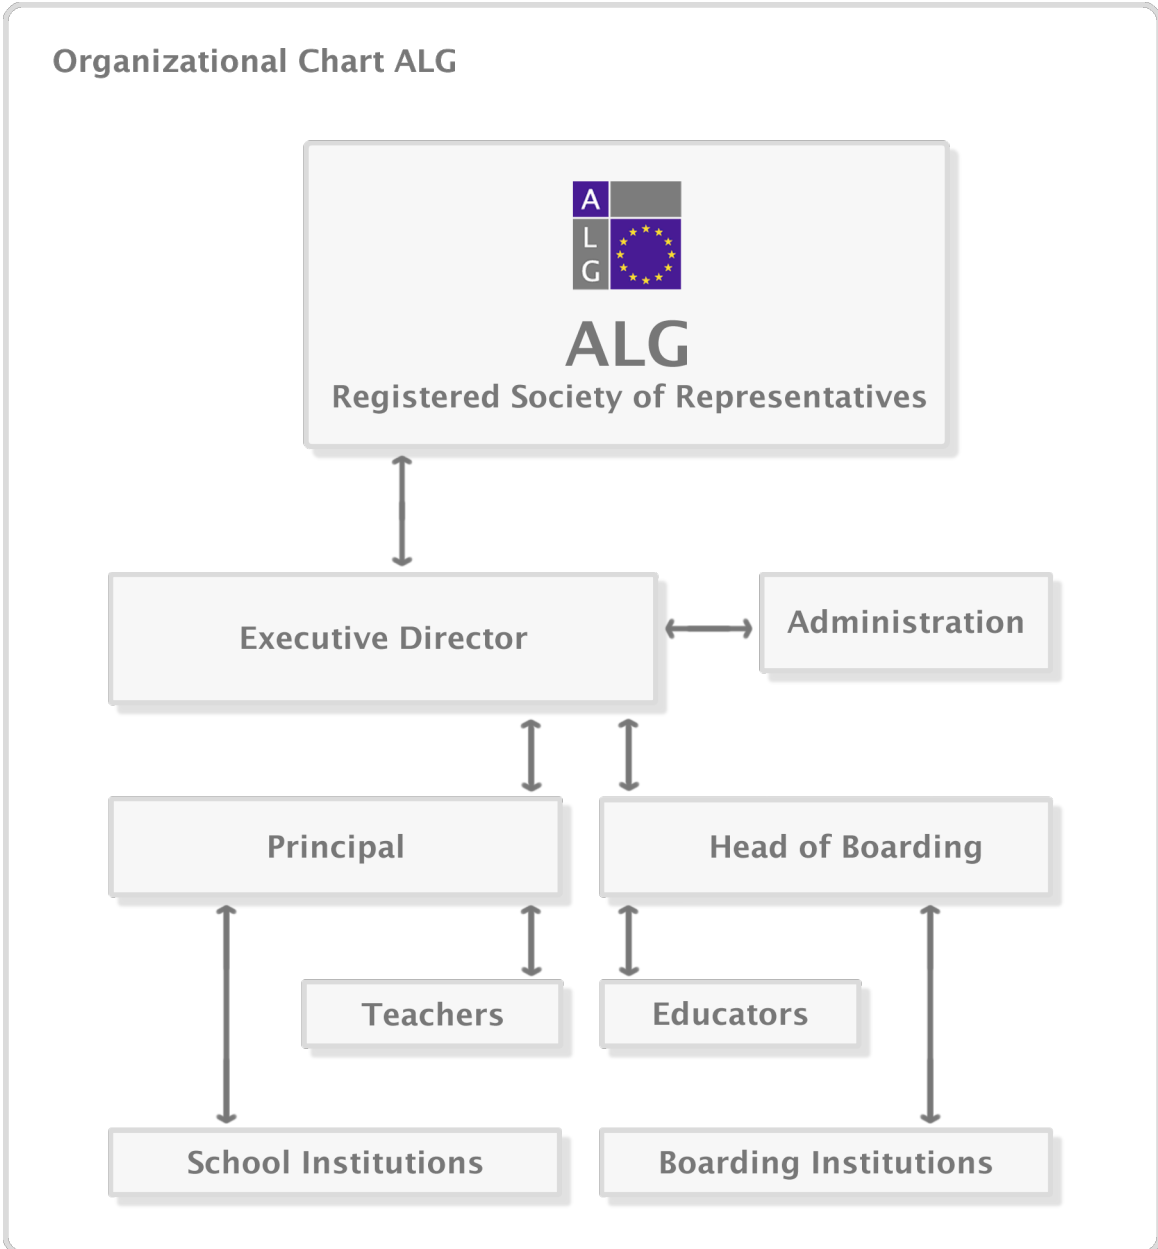 Organizational Chart ALG
A
L
G
ALG
Registered Society of Representatives
Executive Director
Administration
Principal
Head of Boarding
Teachers
Educators
School Institutions
Boarding Institutions